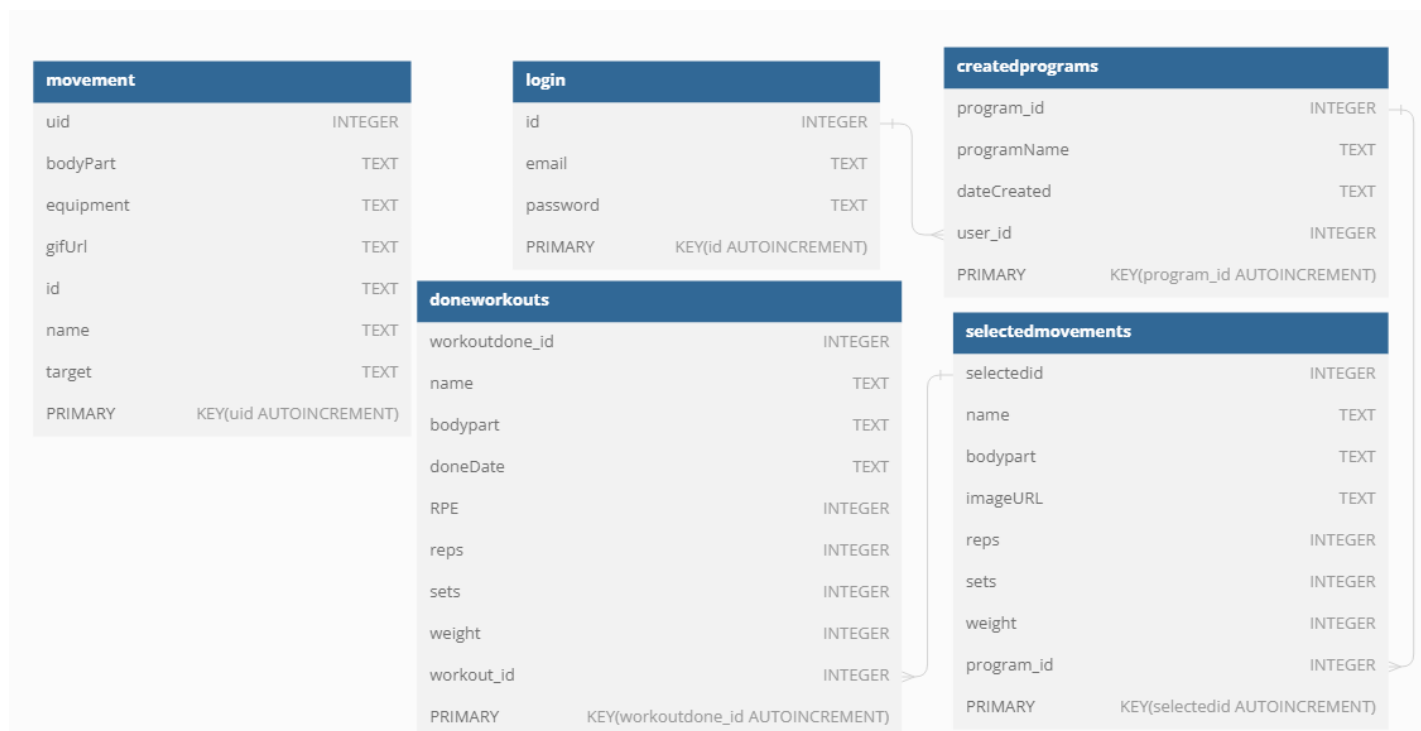 movement
uid INTEGER
bodyPart TEXT
equipment TEXT
gifUrl TEXT
id TEXT
name TEXT
target TEXT
PRIMARY KEY(uid AUTOINCREMENT)
login
id INTEGER
email TEXT
password TEXT
PRIMARY KEY(id AUTOINCREMENT)
createdprograms
program_id INTEGER
programName TEXT
dateCreated TEXT
user_id INTEGER
PRIMARY KEY(program_id AUTOINCREMENT)
doneworkouts
workoutdone_id INTEGER
name TEXT
bodypart TEXT
doneDate TEXT
RPE INTEGER
reps INTEGER
sets INTEGER
weight INTEGER
workout_id INTEGER
PRIMARY KEY(workoutdone_id AUTOINCREMENT)
selectedmovements
selectedid INTEGER
name TEXT
bodypart TEXT
imageURL TEXT
reps INTEGER
sets INTEGER
weight INTEGER
program_id INTEGER
PRIMARY KEY(selectedid AUTOINCREMENT)